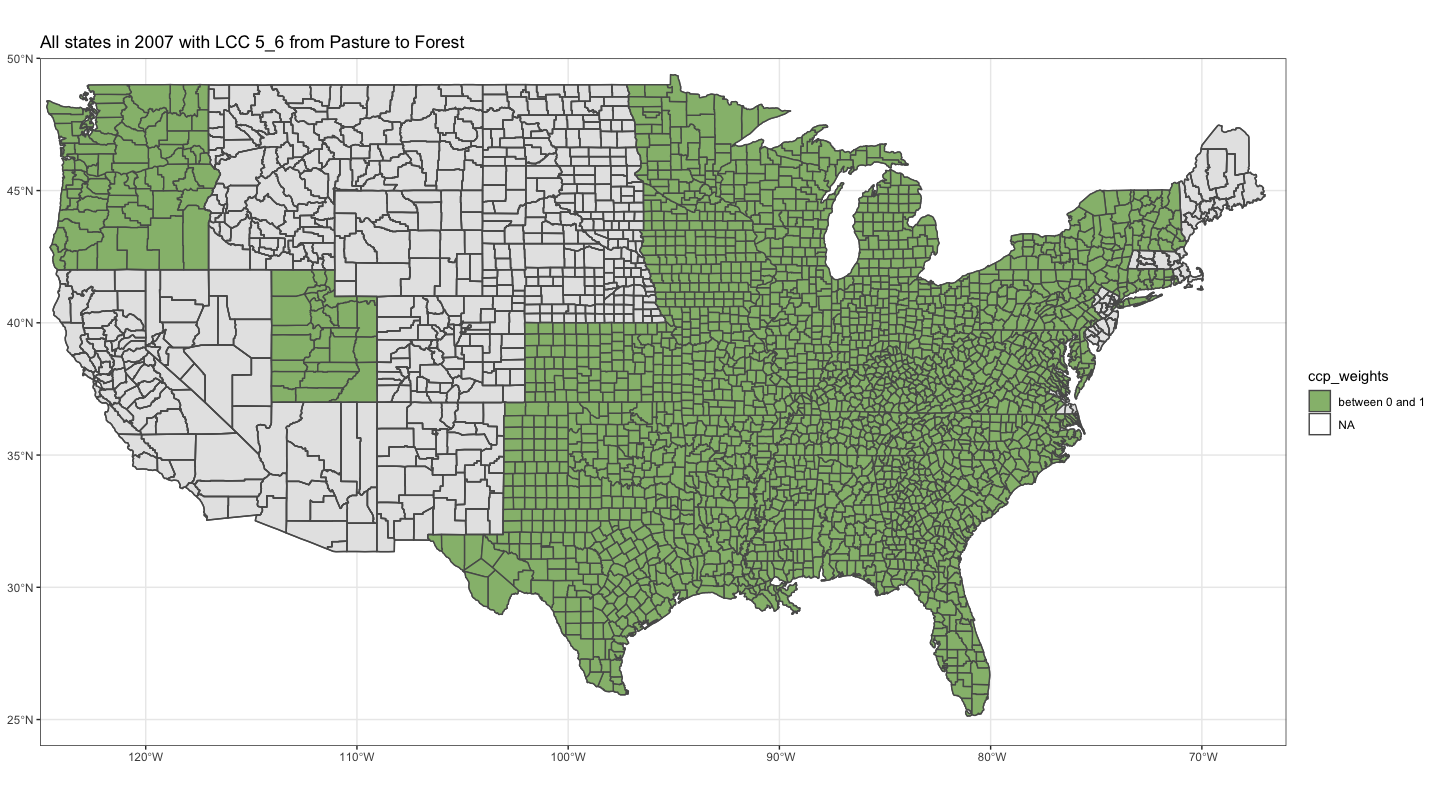 All states in 2007 with LCC 5_6 from Pasture to Forest
50°N
45°N
40°N
35°N
30°N
25°N
120°W
110°W
100°W
90°W
80°W
70°W
ccp_weights
between 0 and 1
NA